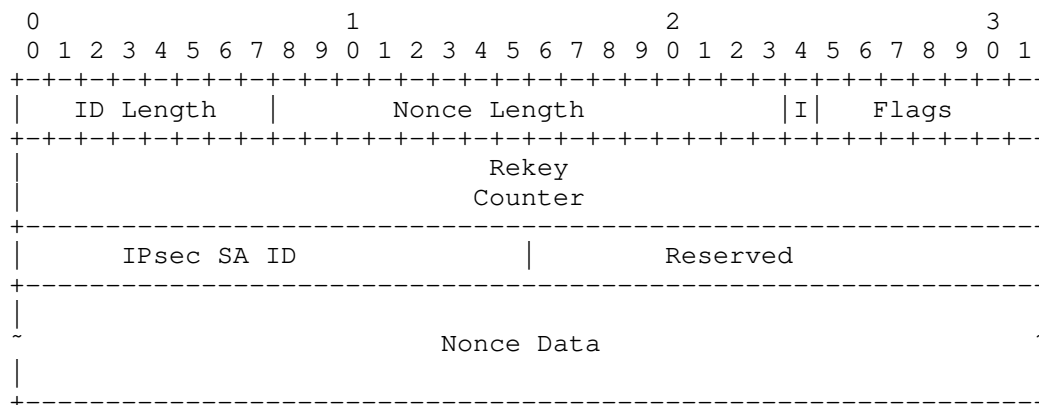 0 1 2 3
0 1 2 3 4 5 6 7 8 9 0 1 2 3 4 5 6 7 8 9 0 1 2 3 4 5 6 7 8 9 0 1
ID Length | Nonce Length |I| Flags
Rekey
Counter
IPsec SA ID | Reserved
Nonce Data